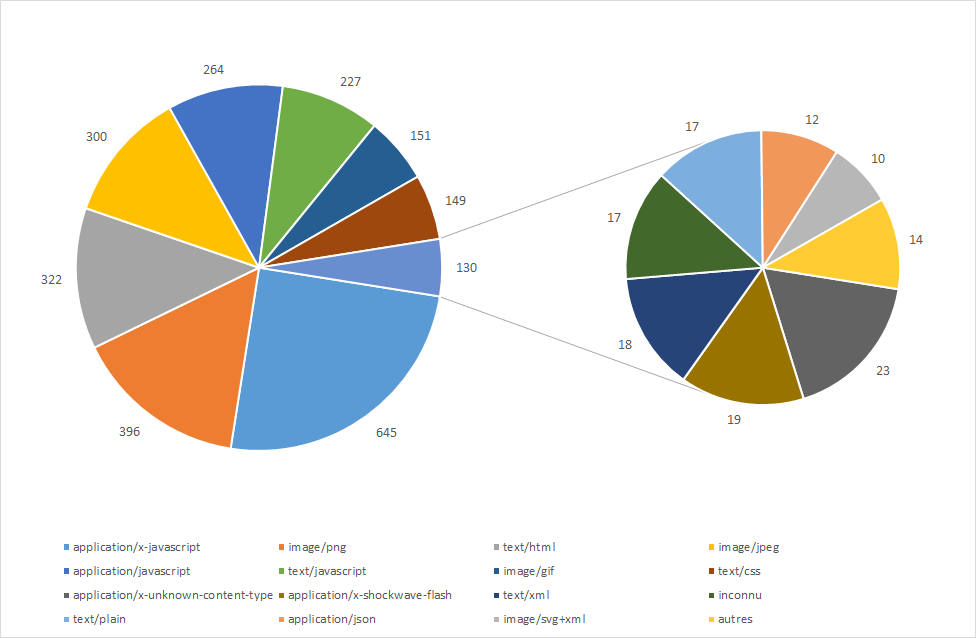 264
227
300
151
149
322
130
396
645
17
12
10
17
14
18
23
19
application/x-javascript
image/png
text/html
image/jpeg
application/javascript
text/javascript
image/gif
text/css
application/x-unknown-content-type
application/x-shockwave-flash
text/xml
inconnu
text/plain
application/json
image/svg+xml
autres